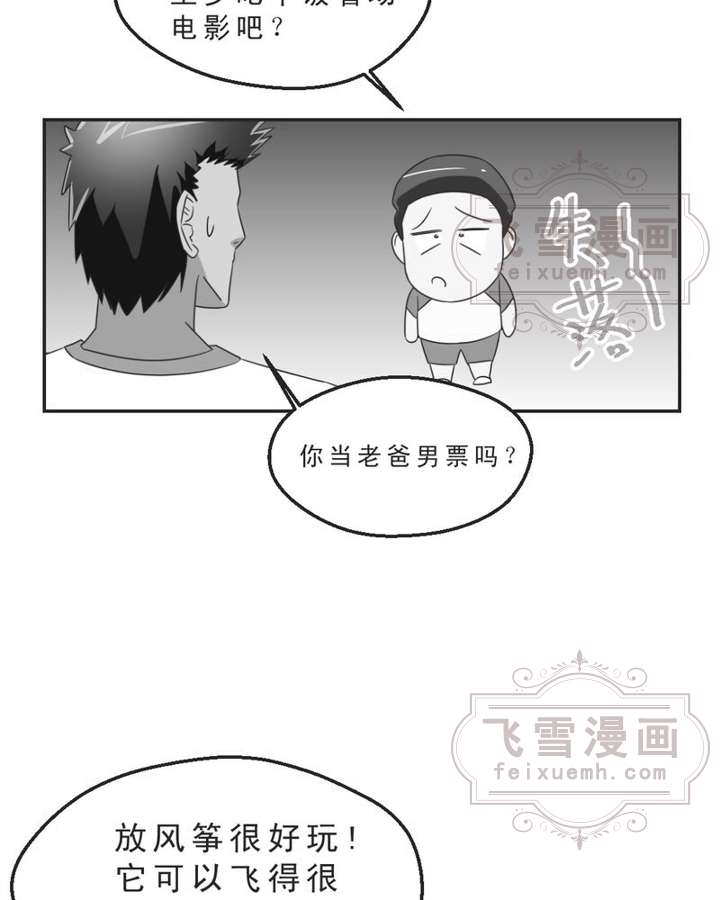 电影吧?
失落
飞雪漫画
feixuemh.com
你当老爸男票吗?
飞雪漫画
feixuemh.com
放风筝很好玩!
它可以飞得很